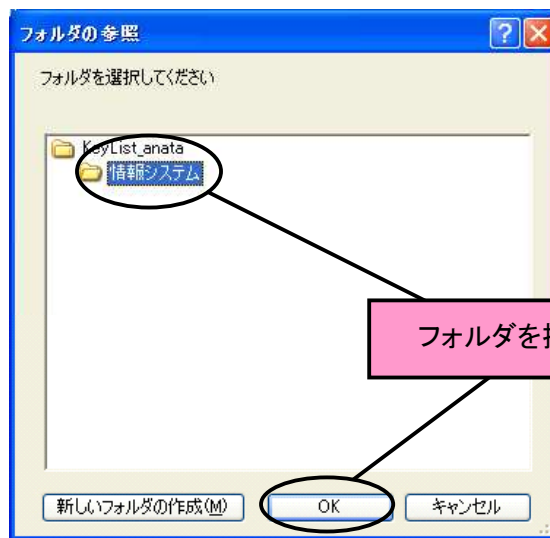 フォルダの参照
フォルダを選択してください
KeyList_anata
情報システム
フォルダを
新しいフォルダの作成(M)
OK
キャンセル